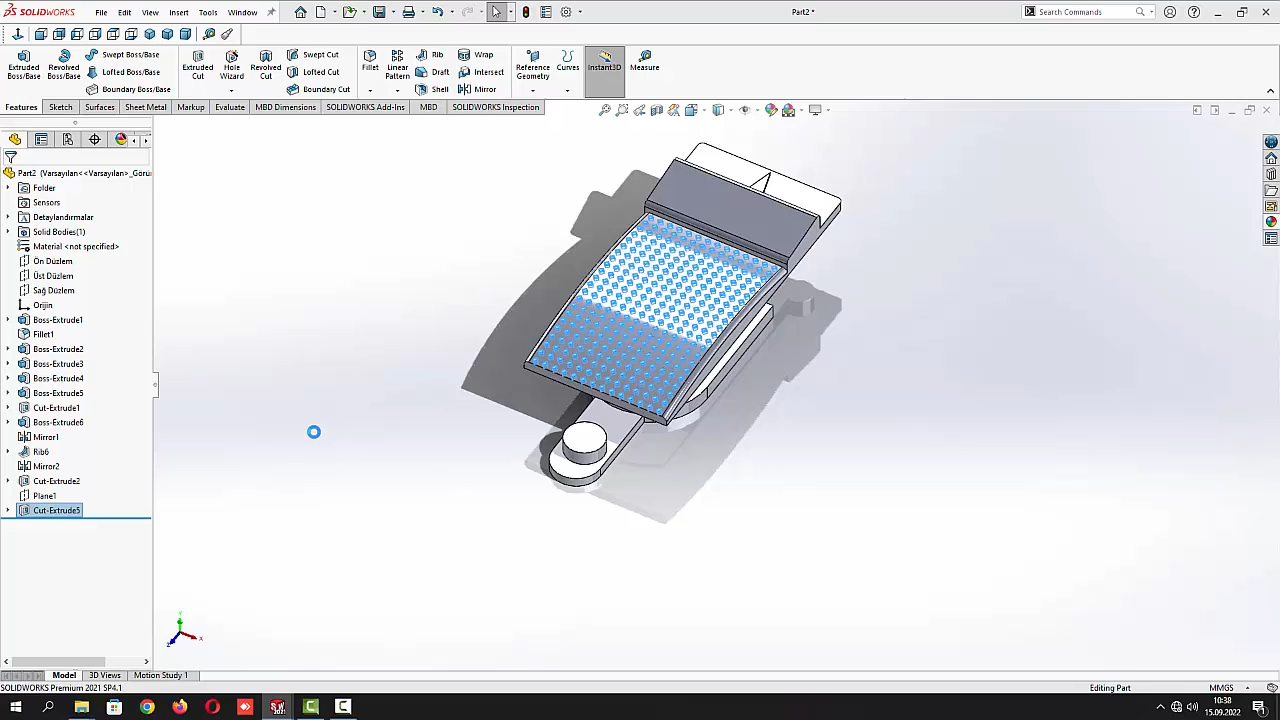 SOLIDWORKS File Edit View Insert Tools Window Part2 * Search Commands
Extruded Boss/Base
Revolved Boss/Base
Swept Boss/Base
Lofted Boss/Base
Boundary Boss/Base
Extruded Cut
Hole Wizard
Revolved Cut
Swept Cut
Lofted Cut
Boundary Cut
Fillet
Linear Pattern
Rib
Draft
Shell
Wrap
Intersect
Mirror
Reference Geometry
Curves
Instant3D
Measure
Features Sketch Surfaces Sheet Metal Markup Evaluate MBD Dimensions SOLIDWORKS Add-Ins MBD SOLIDWORKS Inspection
Part2 (Varsayılan<<Varsayılan>_Görü
Folder
Sensors
Detaylandırmalar
Solid Bodies(1)
Material <not specified>
Ön Düzlem
Üst Düzlem
Sağ Düzlem
Orijin
Boss-Extrude1
Fillet1
Boss-Extrude2
Boss-Extrude3
Boss-Extrude4
Boss-Extrude5
Cut-Extrude1
Boss-Extrude6
Mirror1
Rib6
Mirror2
Cut-Extrude2
Plane1
Cut-Extrude5
Model 3D Views Motion Study 1
SOLIDWORKS Premium 2021 SP4.1 Editing Part MMGS
10:38
15.09.2022